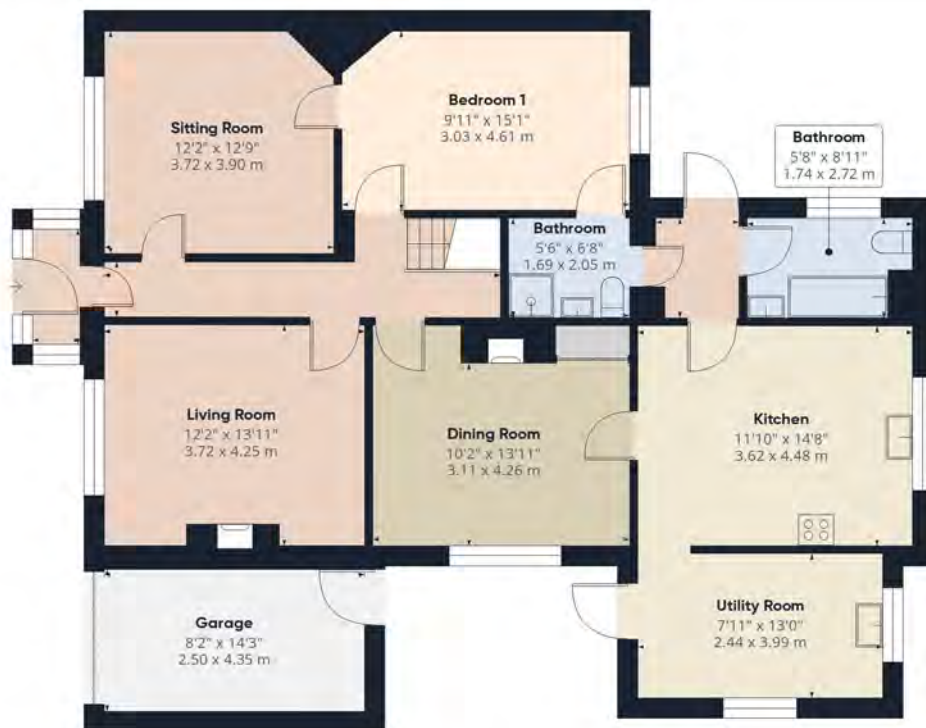 Sitting Room
12'2" x 12'9"
3.72 x 3.90 m
Bedroom 1
9'11" x 15'1"
3.03 x 4.61 m
Bathroom
5'8" x 8'11"
1.74 x 2.72 m
Bathroom
5'6" x 6'8"
1.69 x 2.05 m
Living Room
12'2" x 13'11"
3.72 x 4.25 m
Dining Room
10'2" x 13'11"
3.11 x 4.26 m
Kitchen
11'10" x 14'8"
3.62 x 4.48 m
Garage
8'2" x 14'3"
2.50 x 4.35 m
Utility Room
7'11" x 13'0"
2.44 x 3.99 m